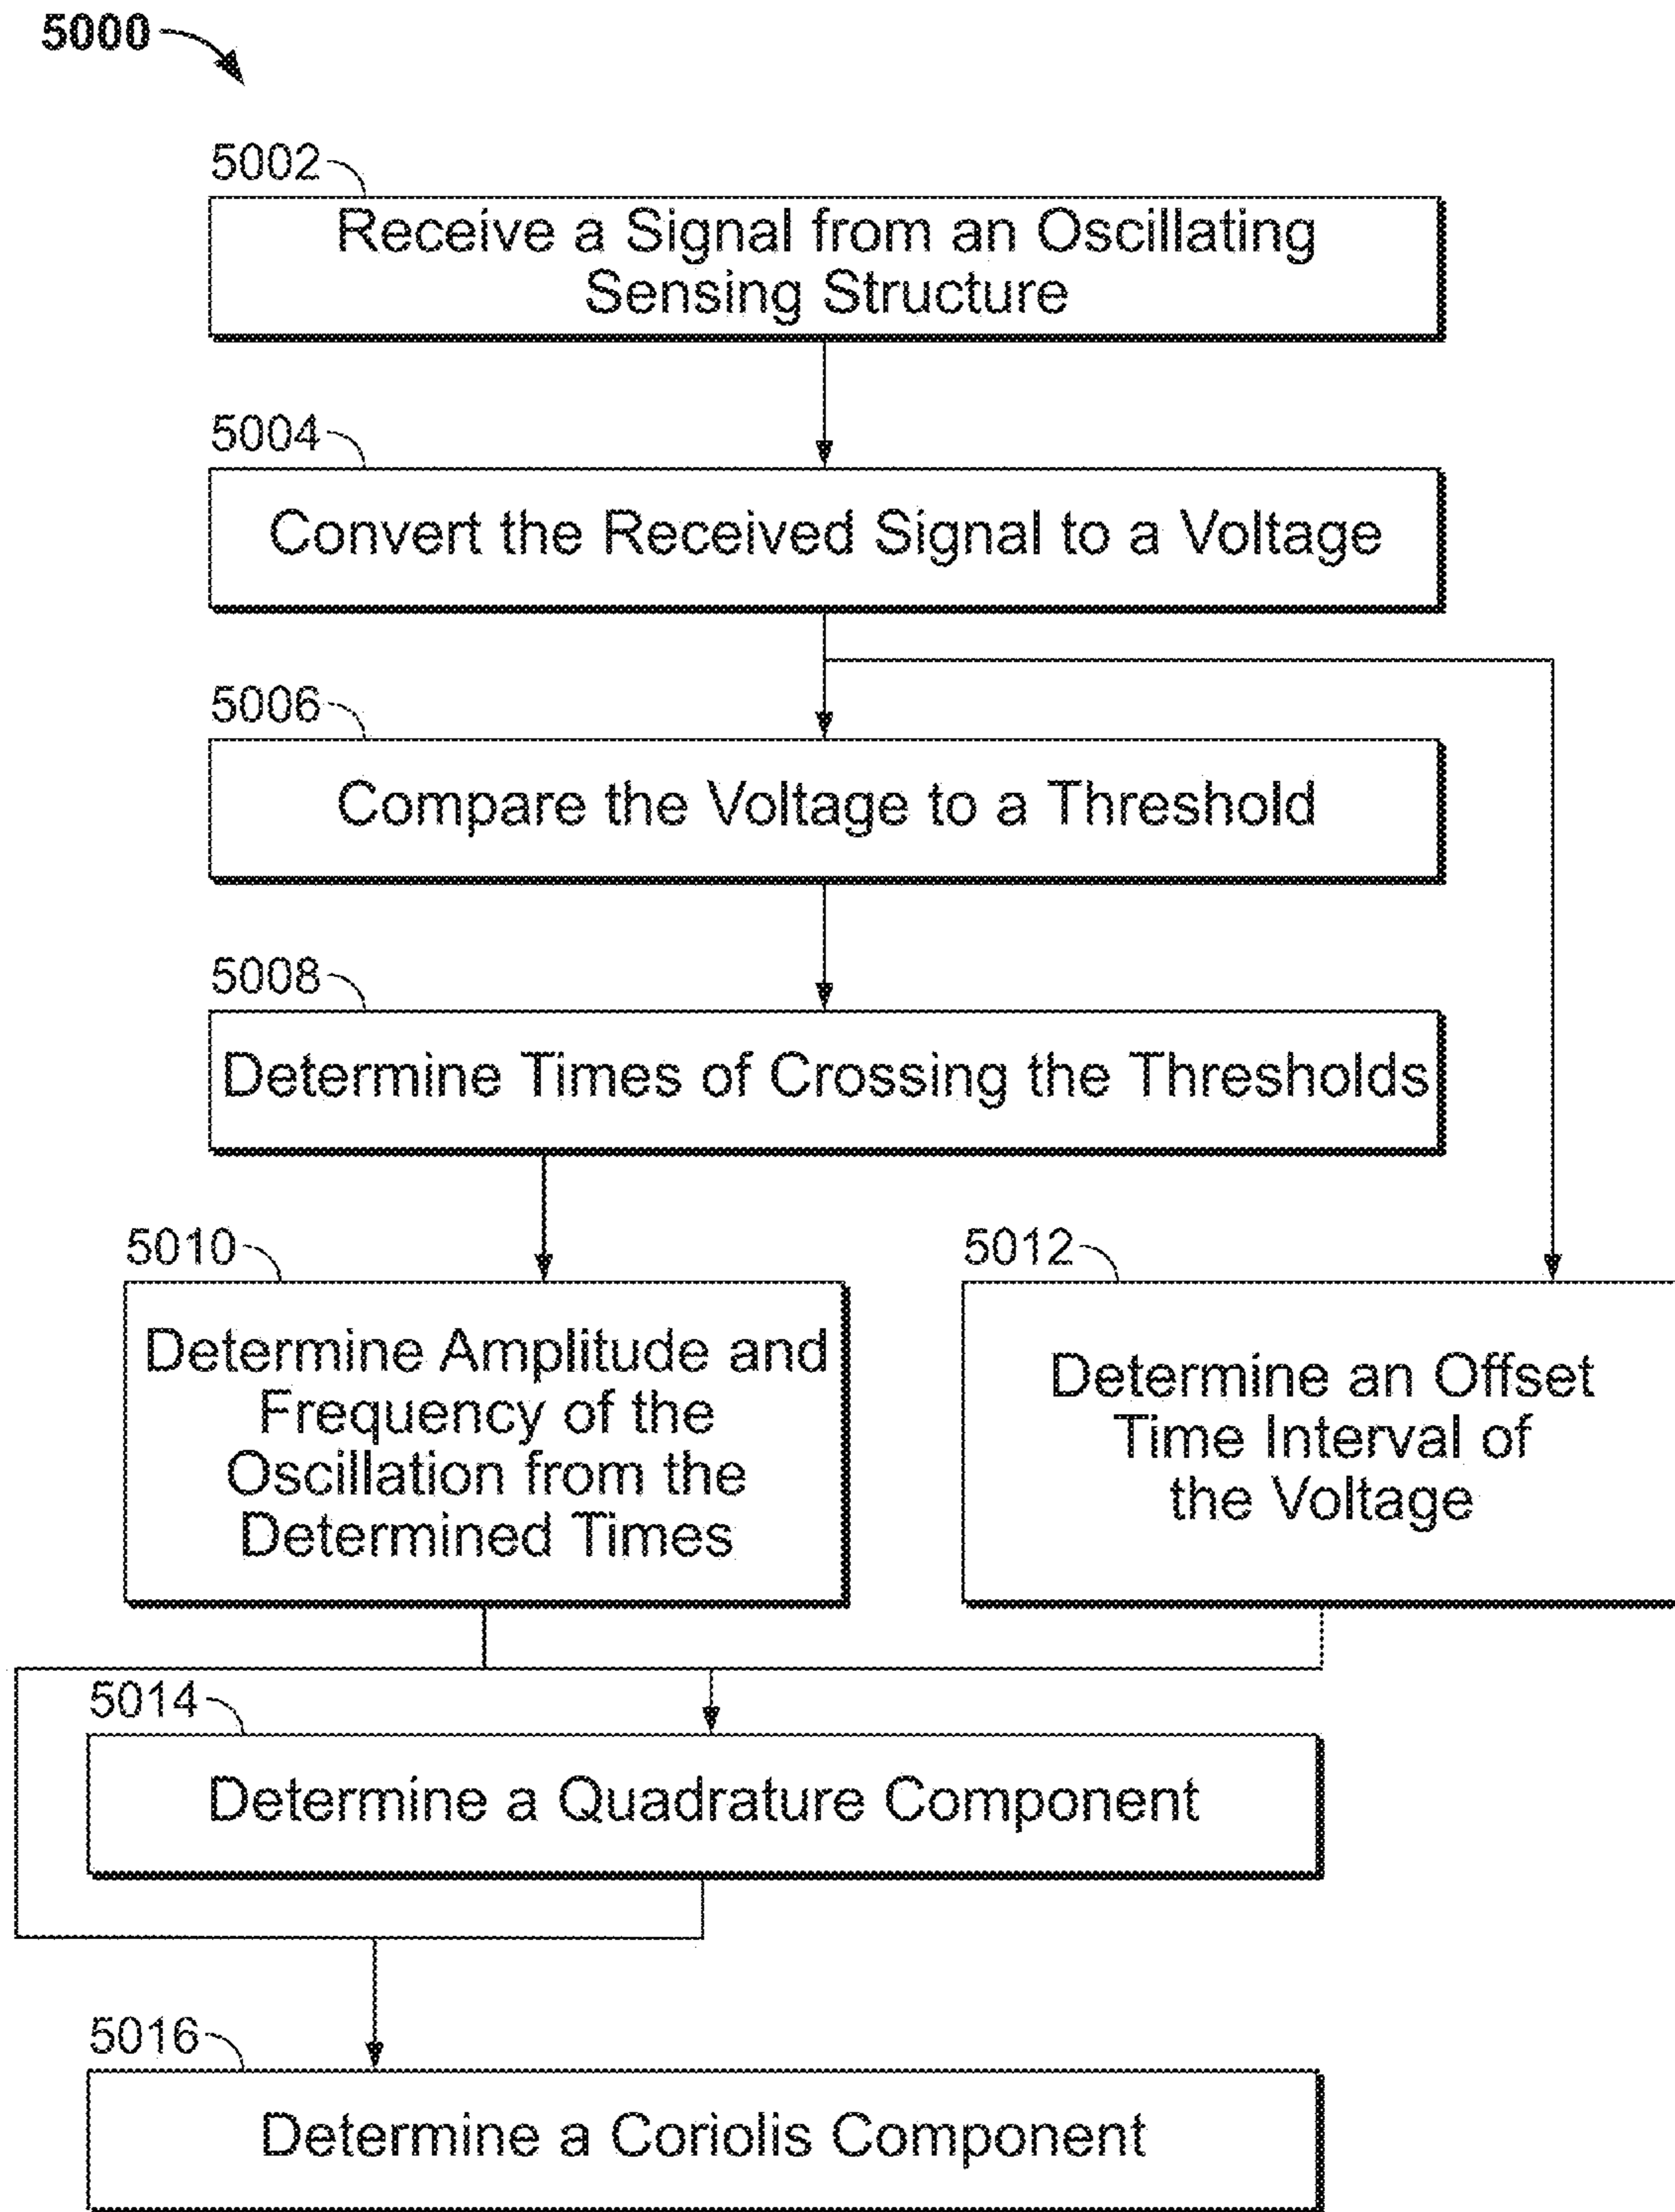 5000
5002
Receive a Signal from an Oscillating
Sensing Structure
5004
Convert the Received Signal to a Voltage
5006
Compare the Voltage to a Threshold
5008
Determine Times of Crossing the Thresholds
5010
Determine Amplitude and
Frequency of the
Oscillation from the
Determined Times
5012
Determine an Offset
Time Interval of
the Voltage
5014
Determine a Quadrature Component
5016
Determine a Coriolis Component